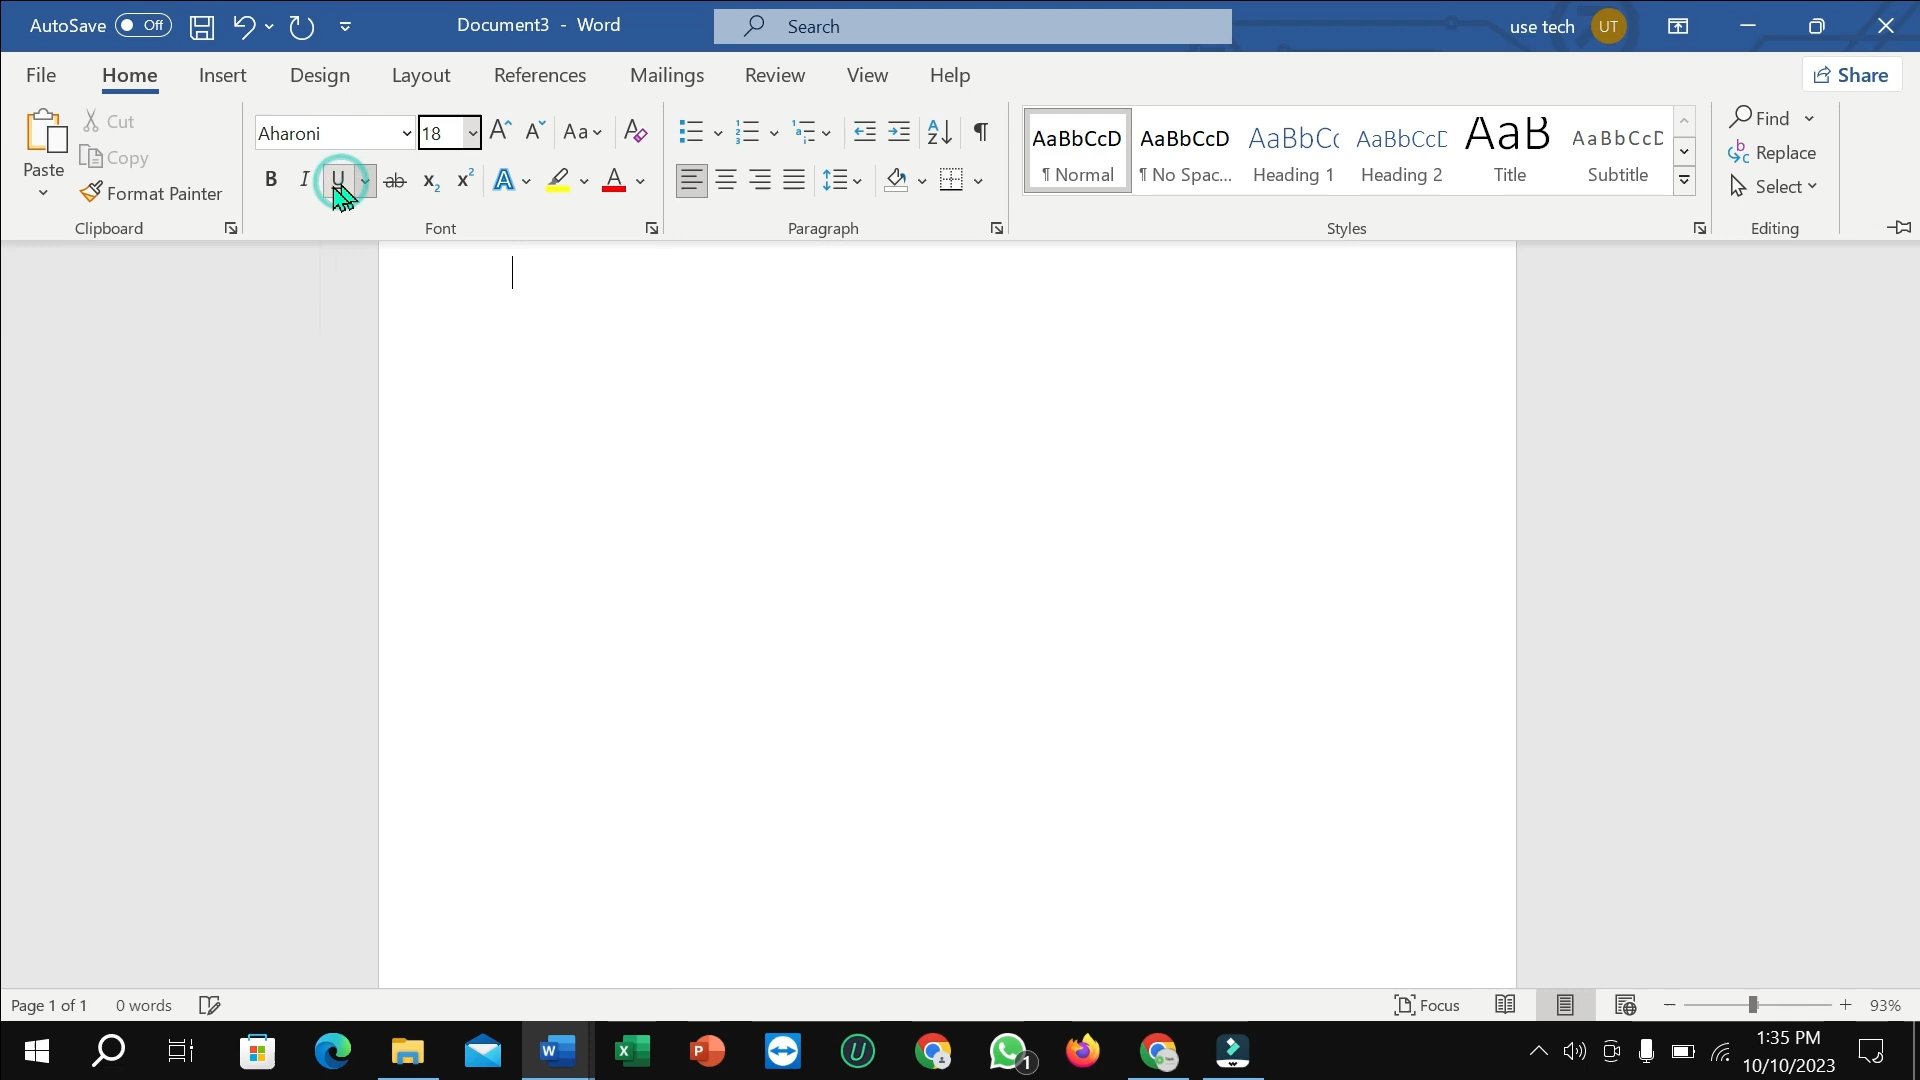 AutoSave Off Document3 - Word Search use tech UT
File Home Insert Design Layout References Mailings Review View Help Share
Paste Cut Copy Format Painter
Clipboard
Aharoni 18 Aa
B I U ab x₂ x² A A
Font
Paragraph
AaBbCcD ¶ Normal
AaBbCcD ¶ No Spac...
AaBbCc Heading 1
AaBbCcD Heading 2
AaB Title
AaBbCcD Subtitle
Styles
Find
Replace
Select
Editing
Page 1 of 1 0 words Focus 93%
1:35 PM
10/10/2023
1